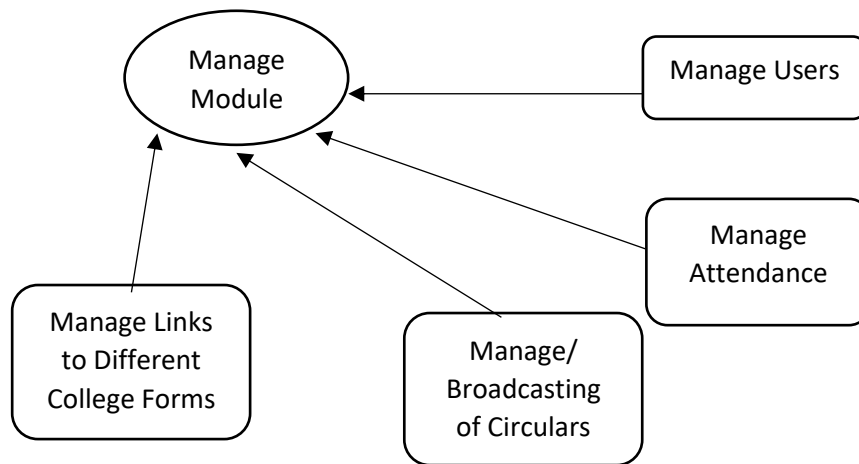 Manage
Module
Manage Users
Manage
Attendance
Manage Links
to Different
College Forms
Manage/
Broadcasting
of Circulars